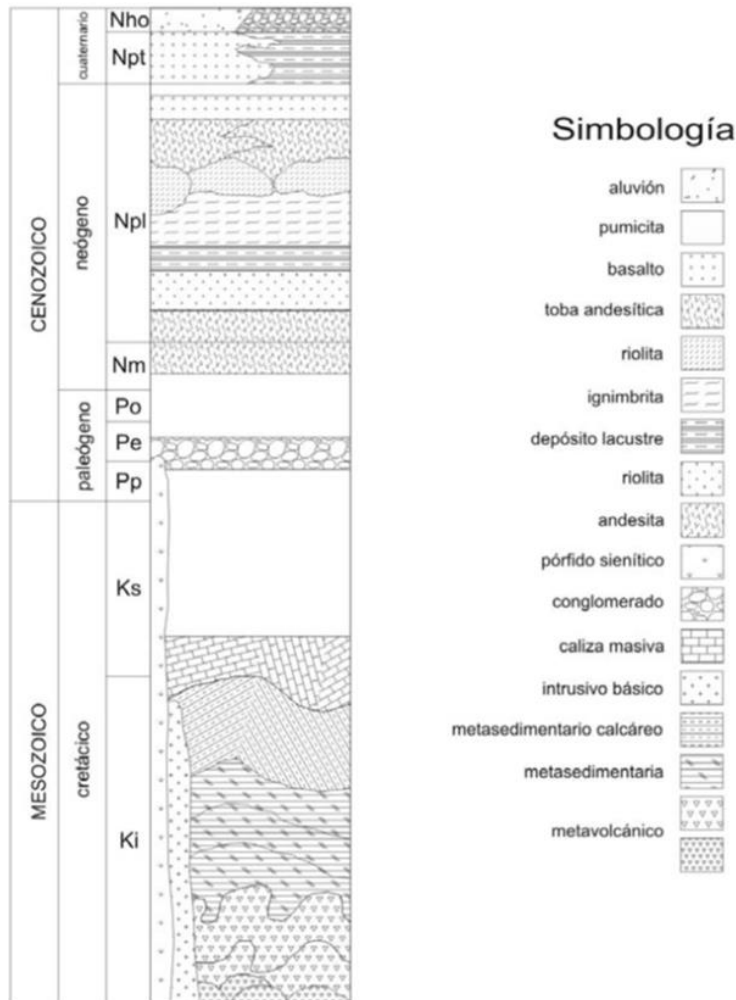 CENOZOICO
cuaternario
Nho
Npt
neógeno
Npl
Nm
paleógeno
Po
Pe
Pp
MESOZOICO
cretácico
Ks
Ki
Simbología
aluvión
pumicita
basalto
toba andesítica
riolita
ignimbrita
depósito lacustre
riolita
andesita
pórfido sienítico
conglomerado
caliza masiva
intrusivo básico
metasedimentario calcáreo
metasedimentaria
metavolcánico